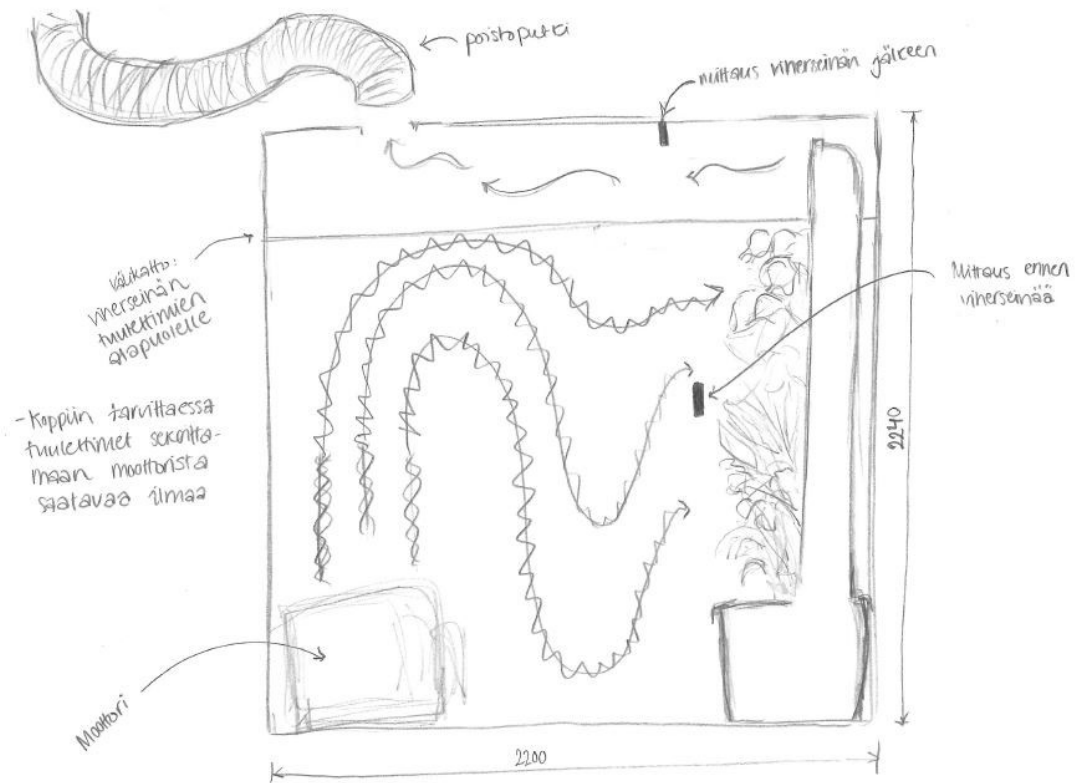 poistoputki
mittaus viherseinän jälkeen
välikatto:
viherseinän
tuulettimien
alapuolelle
Mittaus ennen
viherseinää
- Koppiin tarvittaessa
tuulettimet sekoitta-
maan moottorista
saatavaa ilmaa
2240
Moottori
2200